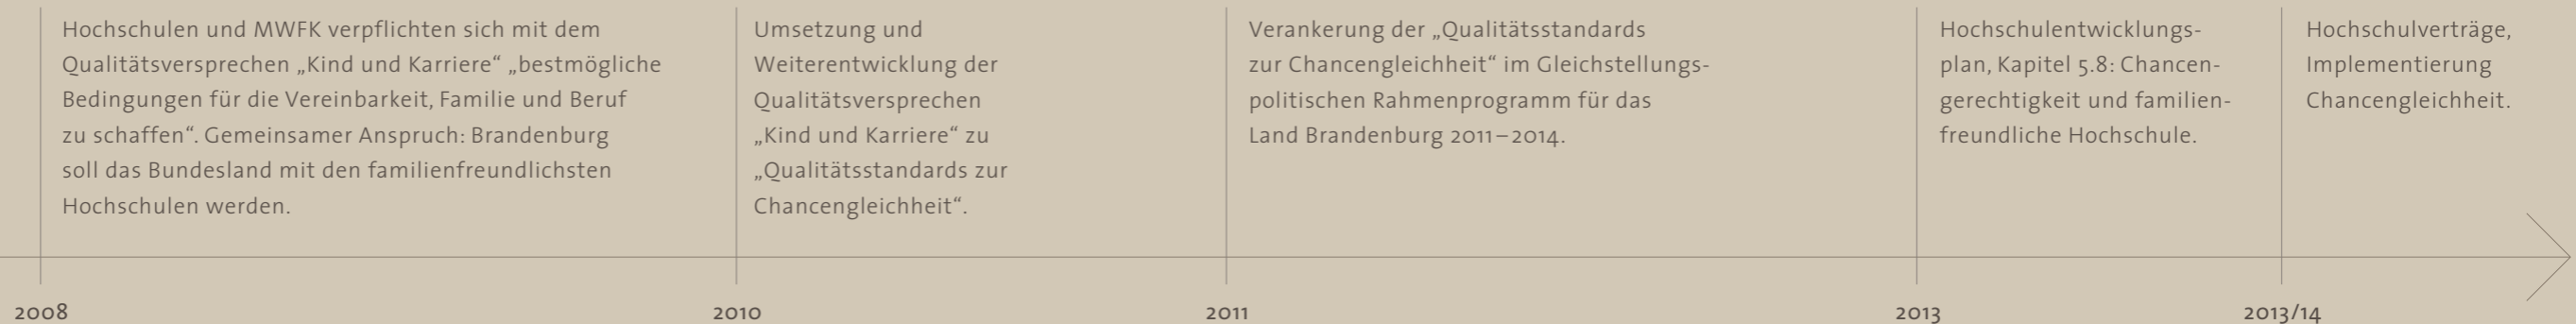 Hochschulen und MWFK verpflichten sich mit dem
Qualitätsversprechen „Kind und Karriere“ „bestmögliche
Bedingungen für die Vereinbarkeit, Familie und Beruf
zu schaffen“. Gemeinsamer Anspruch: Brandenburg
soll das Bundesland mit den familienfreundlichsten
Hochschulen werden.
Umsetzung und
Weiterentwicklung der
Qualitätsversprechen
„Kind und Karriere“ zu
„Qualitätsstandards zur
Chancengleichheit“.
Verankerung der „Qualitätsstandards
zur Chancengleichheit“ im Gleichstellungs-
politischen Rahmenprogramm für das
Land Brandenburg 2011–2014.
Hochschulentwicklungs-
plan, Kapitel 5.8: Chancen-
gerechtigkeit und familien-
freundliche Hochschule.
Hochschulverträge,
Implementierung
Chancengleichheit.
2008
2010
2011
2013
2013/14